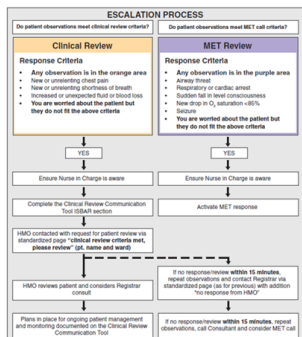 ESCALATION PROCESS
Do patient observations meet clinical review criteria?
Do patient observations meet MET call criteria?
Clinical Review
Response Criteria
• Any observation is in the orange area
• New or unrelenting chest pain
• New or unrelenting shortness of breath
• Increased or unexpected fluid or blood loss
• You are worried about the patient but
they do not fit the above criteria
MET Review
Response Criteria
• Any observation is in the purple area
• Airway threat
• Respiratory or cardiac arrest
• Sudden fall in level consciousness
• New drop in O₂ saturation <85%
• Seizure
• You are worried about the patient but
they do not fit the above criteria
YES
YES
Ensure Nurse in Charge is aware
Ensure Nurse in Charge is aware
Complete the Clinical Review Communication
Tool ISBAR section
Activate MET response
HMO contacted with request for patient review via
standardized page "clinical review criteria met,
please review" (pt. name and ward)
HMO reviews patient and considers Registrar
consult
If no response/review within 15 minutes,
repeat observations and contact Registrar via
standardized page (as for previous) with addition
"no response from HMO"
Plans in place for ongoing patient management
and monitoring documented on the Clinical Review
Communication Tool
If no response/review within 15 minutes, repeat
observations, call Consultant and consider MET call